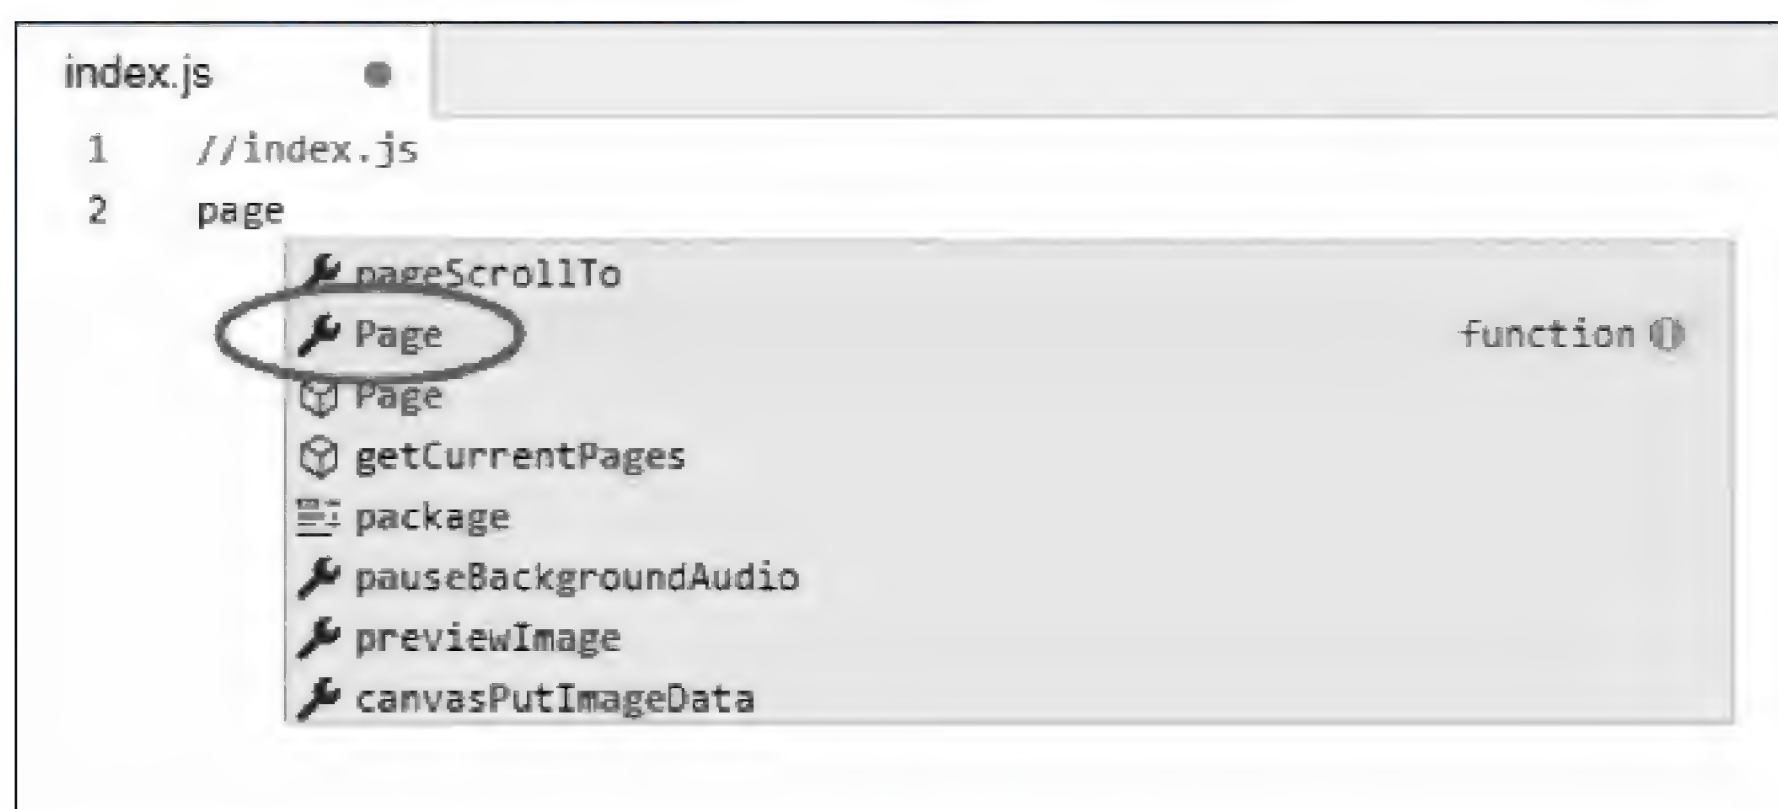 index.js
1 //index.js
2 page
pageScrollTo
Page function
Page
getCurrentPages
package
pauseBackgroundAudio
previewImage
canvasPutImageData